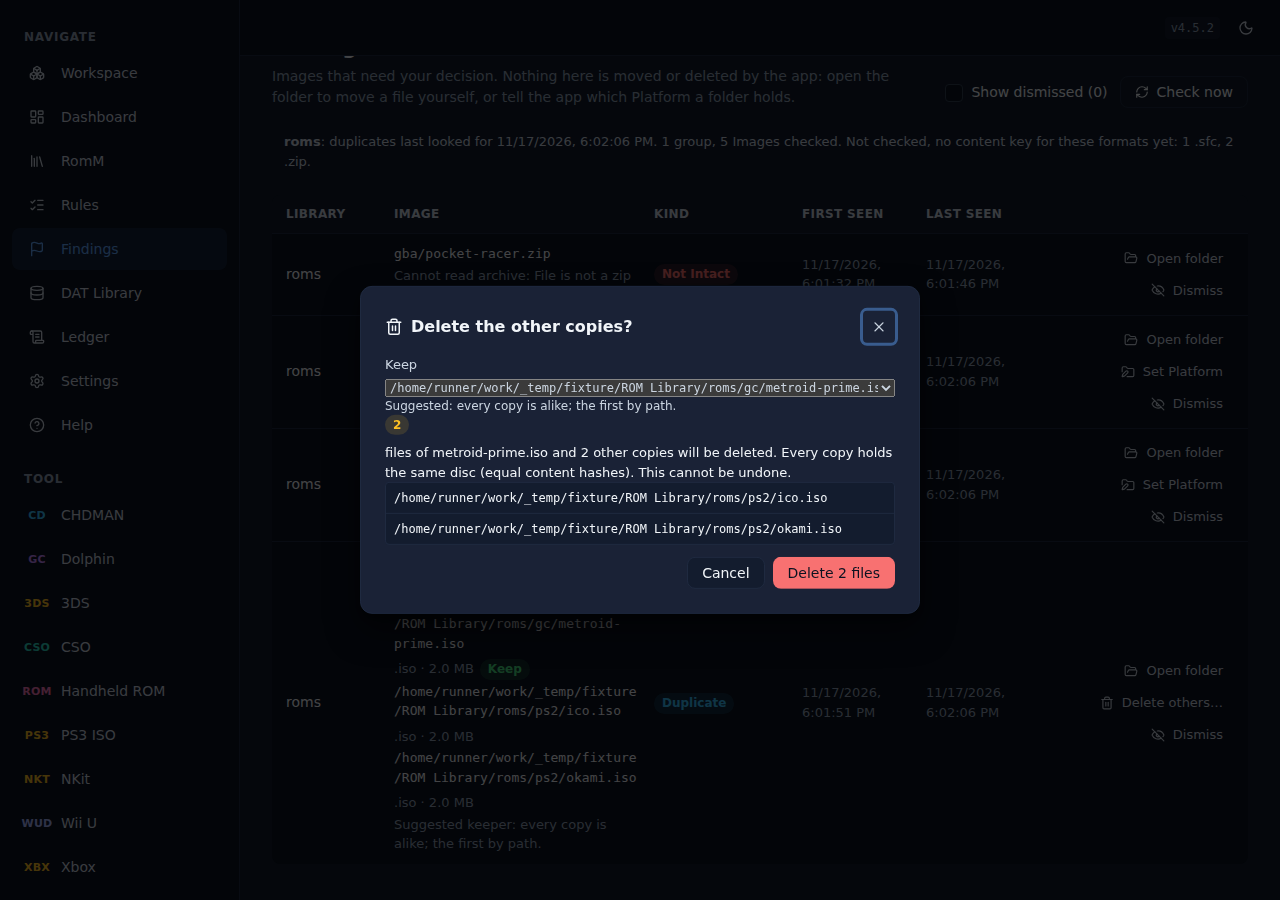 NAVIGATE
Workspace
Dashboard
RomM
Rules
Findings
DAT Library
Ledger
Settings
Help
TOOL
CD CHDMAN
GC Dolphin
3DS 3DS
CSO CSO
ROM Handheld ROM
PS3 PS3 ISO
NKT NKit
WUD Wii U
XBX Xbox
v4.5.2
Images that need your decision. Nothing here is moved or deleted by the app: open the
folder to move a file yourself, or tell the app which Platform a folder holds.
Show dismissed (0)
Check now
roms: duplicates last looked for 11/17/2026, 6:02:06 PM. 1 group, 5 Images checked. Not checked, no content key for these formats yet: 1 .sfc, 2
.zip.
LIBRARY IMAGE KIND FIRST SEEN LAST SEEN
roms
gba/pocket-racer.zip
Cannot read archive: File is not a zip
Not Intact
11/17/2026,
6:01:32 PM
11/17/2026,
6:01:46 PM
Open folder
Dismiss
roms
11/17/2026,
6:02:06 PM
Open folder
Set Platform
Dismiss
roms
11/17/2026,
6:02:06 PM
Open folder
Set Platform
Dismiss
Delete the other copies?
Keep
/home/runner/work/_temp/fixture/ROM Library/roms/gc/metroid-prime.is
Suggested: every copy is alike; the first by path.
2
files of metroid-prime.iso and 2 other copies will be deleted. Every copy holds
the same disc (equal content hashes). This cannot be undone.
/home/runner/work/_temp/fixture/ROM Library/roms/ps2/ico.iso
/home/runner/work/_temp/fixture/ROM Library/roms/ps2/okami.iso
Cancel
Delete 2 files
roms
/ROM Library/roms/gc/metroid-
prime.iso
.iso · 2.0 MB Keep
/home/runner/work/_temp/fixture
/ROM Library/roms/ps2/ico.iso
.iso · 2.0 MB
/home/runner/work/_temp/fixture
/ROM Library/roms/ps2/okami.iso
.iso · 2.0 MB
Suggested keeper: every copy is
alike; the first by path.
Duplicate
11/17/2026,
6:01:51 PM
11/17/2026,
6:02:06 PM
Open folder
Delete others...
Dismiss